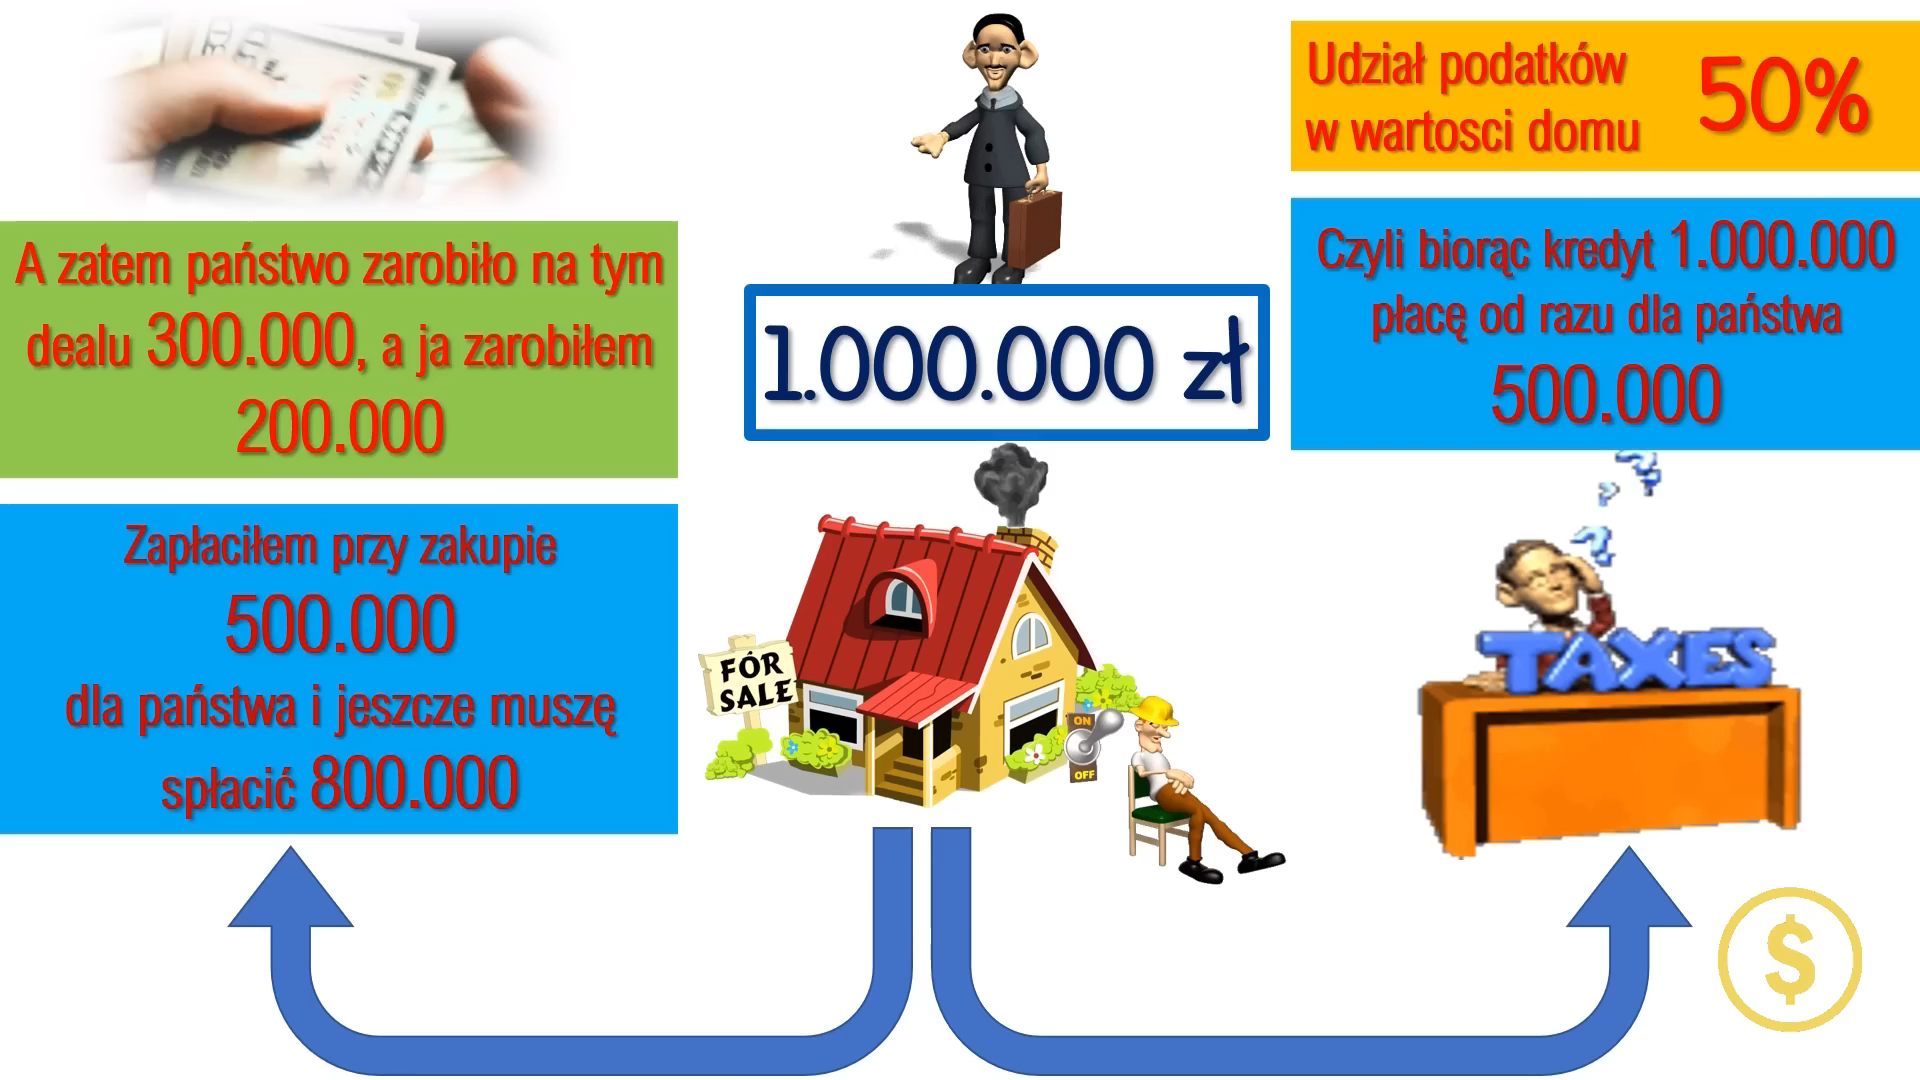 A zatem państwo zarobiło na tym
dealu 300.000, a ja zarobiłem
200.000
Zapłaciłem przy zakupie
500.000
dla państwa i jeszcze muszę
spłacić 800.000
1.000.000 zł
FÓR
SALE
ON
OFF
Udział podatków
w wartosci domu
50%
Czyli biorąc kredyt 1.000.000
płacę od razu dla państwa
500.000
TAXES
$